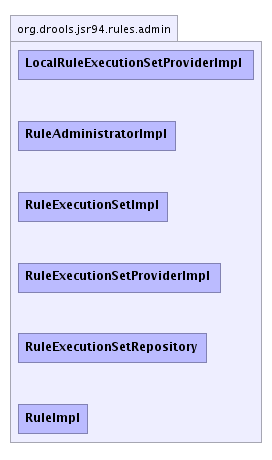 org.drools.jsr94.rules.admin
LocalRuleExecutionSetProviderImpl
RuleAdministratorImpl
RuleExecutionSetImpl
RuleExecutionSetProviderImpl
RuleExecutionSetRepository
RuleImpl